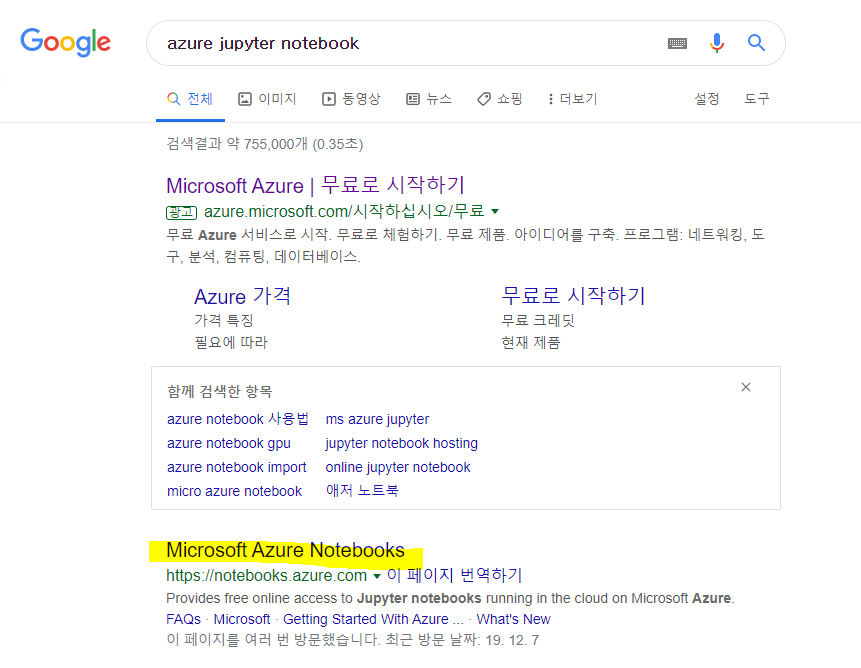 Google
azure jupyter notebook
전체 이미지 동영상 뉴스 쇼핑 더보기 설정 도구
검색결과 약 755,000개 (0.35초)
Microsoft Azure | 무료로 시작하기
광고 azure.microsoft.com/시작하십시오/무료
무료 Azure 서비스로 시작. 무료로 체험하기. 무료 제품. 아이디어를 구축. 프로그램: 네트워킹, 도
구, 분석, 컴퓨팅, 데이터베이스.
Azure 가격
가격 특징
필요에 따라
무료로 시작하기
무료 크레딧
현재 제품
함께 검색한 항목
azure notebook 사용법 ms azure jupyter
azure notebook gpu jupyter notebook hosting
azure notebook import online jupyter notebook
micro azure notebook 애저 노트북
Microsoft Azure Notebooks
https://notebooks.azure.com 이 페이지 번역하기
Provides free online access to Jupyter notebooks running in the cloud on Microsoft Azure.
FAQs · Microsoft · Getting Started With Azure ... · What's New
이 페이지를 여러 번 방문했습니다. 최근 방문 날짜: 19. 12. 7